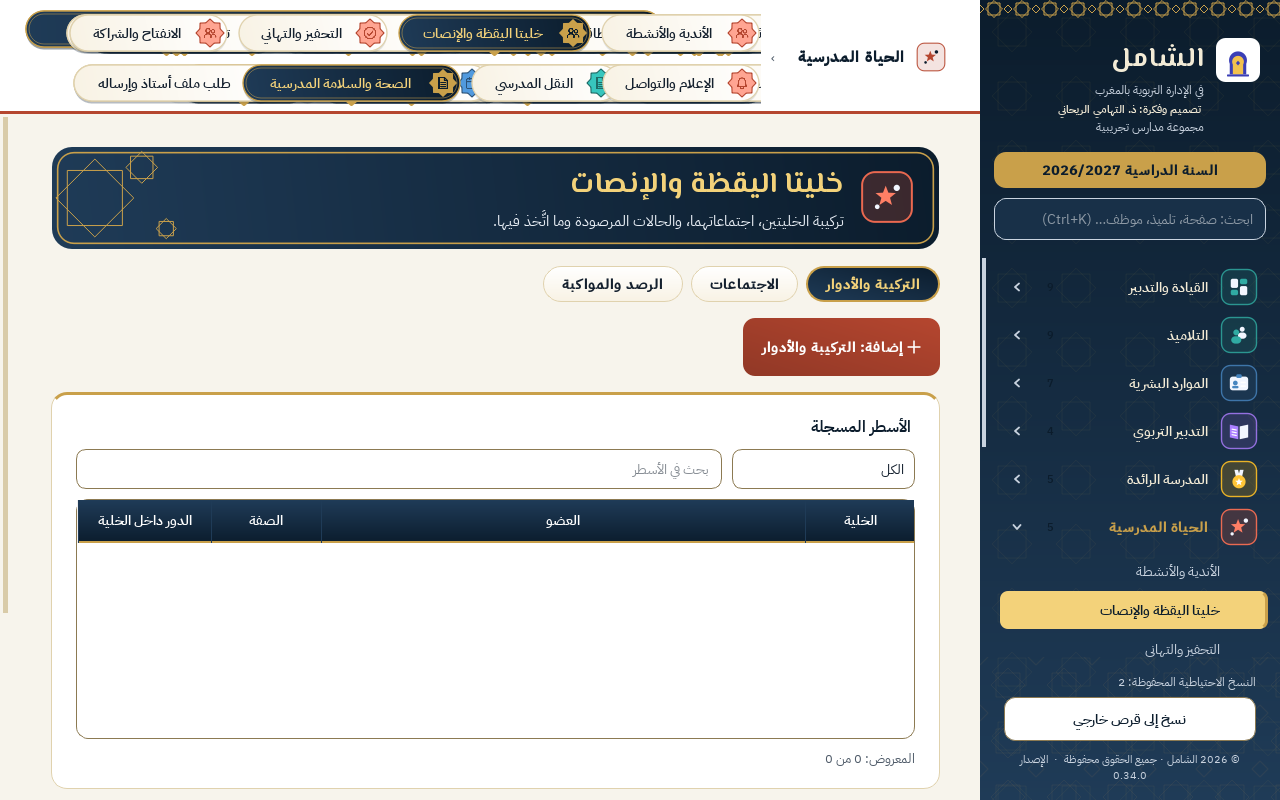 الشامل
في الإدارة التربوية بالمغرب
تصميم وفكرة: ذ. التهامي الريحاني
مجموعة مدارس تجريبية
السنة الدراسية 2026/2027
ابحث: صفحة، تلميذ، موظف... (Ctrl+K)
القيادة والتدبير 9
التلاميذ 9
الموارد البشرية 7
التدبير التربوي 4
المدرسة الرائدة 5
الحياة المدرسية 5
الأندية والأنشطة
خليتا اليقظة والإنصات
التحفيز والتهاني
النسخ الاحتياطية المحفوظة: 2
نسخ إلى قرص خارجي
© 2026 الشامل · جميع الحقوق محفوظة · الإصدار
0.34.0
الحياة المدرسية ›
الأندية والأنشطة
خليتا اليقظة والإنصات
التحفيز والتهاني
الانفتاح والشراكة
الإعلام والتواصل
النقل المدرسي
الصحة والسلامة المدرسية
طلب ملف أستاذ وإرساله
خليتا اليقظة والإنصات
تركيبة الخليتين، اجتماعاتهما، والحالات المرصودة وما اتُّخذ فيها.
التركيبة والأدوار
الاجتماعات
الرصد والمواكبة
+ إضافة: التركيبة والأدوار
الأسطر المسجلة
الكل
بحث في الأسطر
الخلية العضو الصفة الدور داخل الخلية
المعروض: 0 من 0